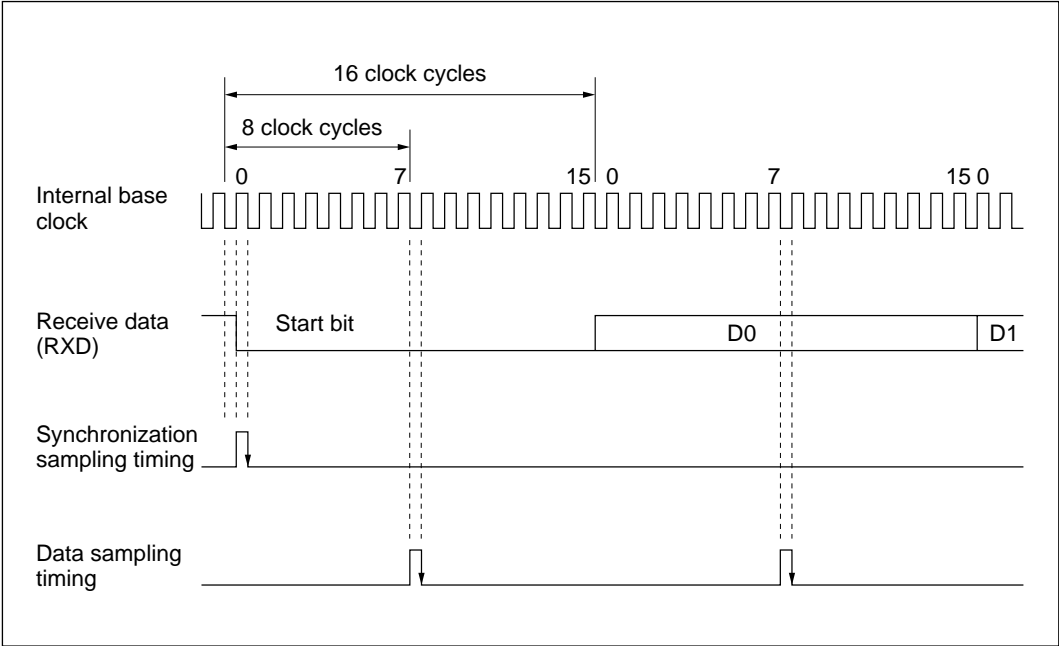 16 clock cycles
8 clock cycles
0 7 15 0 7 15 0
Internal base
clock
Receive data
(RXD)
Start bit
D0
D1
Synchronization
sampling timing
Data sampling
timing